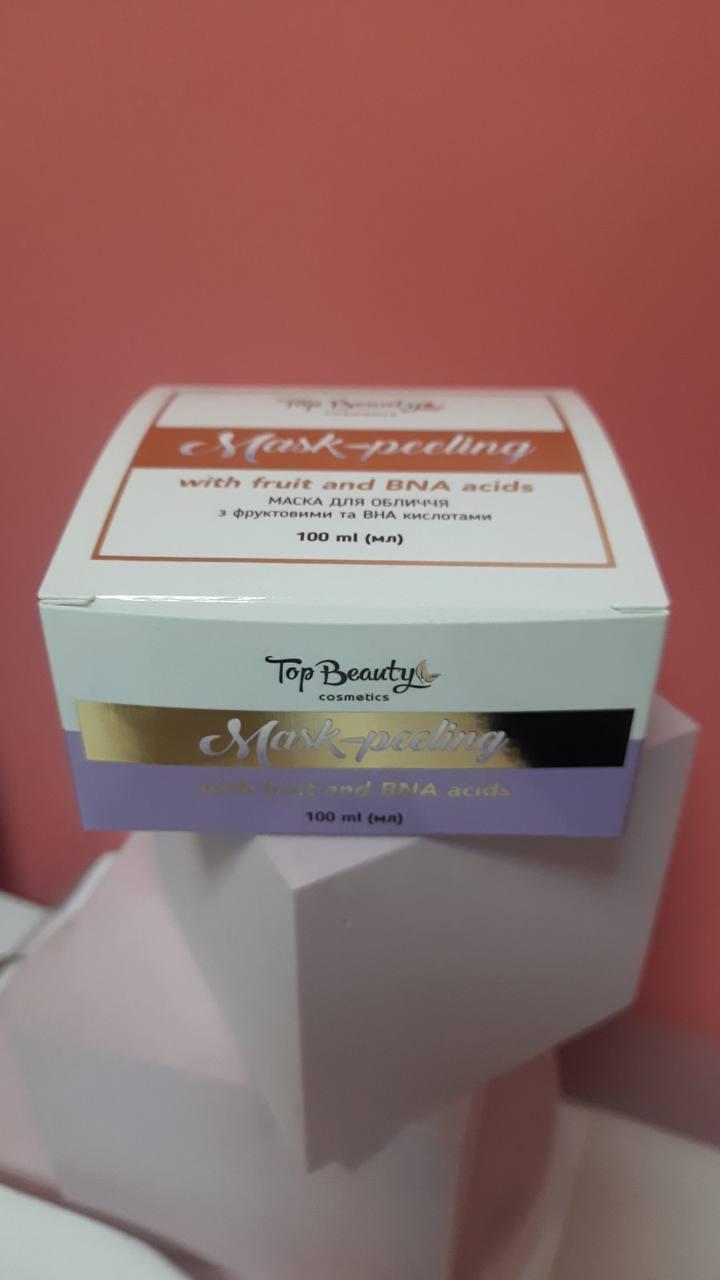 Top Beauty
cosmetics
Mask-peeling
with fruit and BNA acids
МАСКА ДЛЯ ОБЛИЧЧЯ
з фруктовими та ВНА кислотами
100 ml (мл)
Top Beauty
cosmetics
Mask-peeling
with fruit and BNA acids
100 ml (мл)